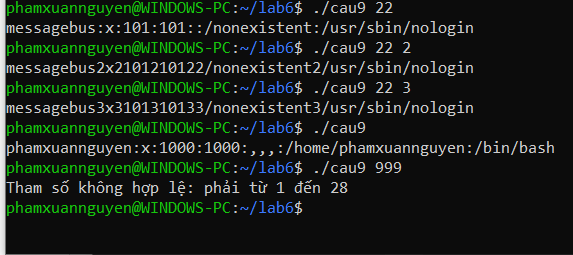 phamxuannguyen@WINDOWS-PC:~/lab6$ ./cau9 22
messagebus:x:101:101::/nonexistent:/usr/sbin/nologin
phamxuannguyen@WINDOWS-PC:~/lab6$ ./cau9 22 2
messagebus2x2101210122/nonexistent2/usr/sbin/nologin
phamxuannguyen@WINDOWS-PC:~/lab6$ ./cau9 22 3
messagebus3x3101310133/nonexistent3/usr/sbin/nologin
phamxuannguyen@WINDOWS-PC:~/lab6$ ./cau9
phamxuannguyen:x:1000:1000:,,,:/home/phamxuannguyen:/bin/bash
phamxuannguyen@WINDOWS-PC:~/lab6$ ./cau9 999
Tham số không hợp lệ: phải từ 1 đến 28
phamxuannguyen@WINDOWS-PC:~/lab6$